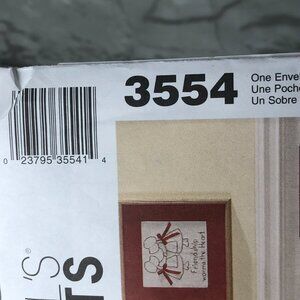 3554
One Enve
Une Poche
Un Sobre
0 23795 35541 4
'S®
TS
Friendship
warms the Heart